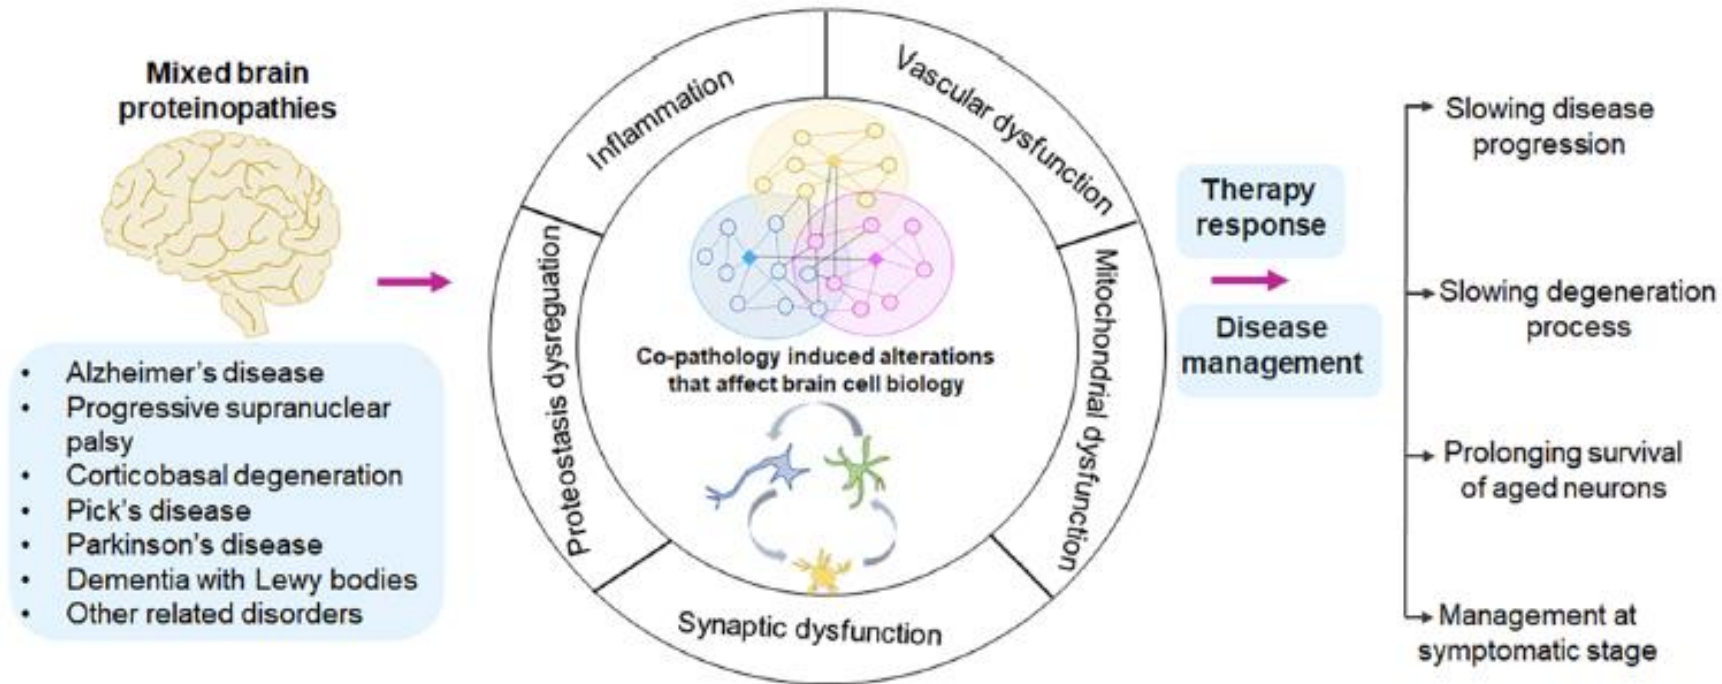 Mixed brain
proteinopathies
• Alzheimer's disease
• Progressive supranuclear
palsy
• Corticobasal degeneration
• Pick's disease
• Parkinson's disease
• Dementia with Lewy bodies
• Other related disorders
Inflammation
Vascular dysfunction
Mitochondrial dysfunction
Synaptic dysfunction
Proteostasis dysreguation
Co-pathology induced alterations
that affect brain cell biology
Therapy
response
Disease
management
Slowing disease
progression
Slowing degeneration
process
Prolonging survival
of aged neurons
Management at
symptomatic stage